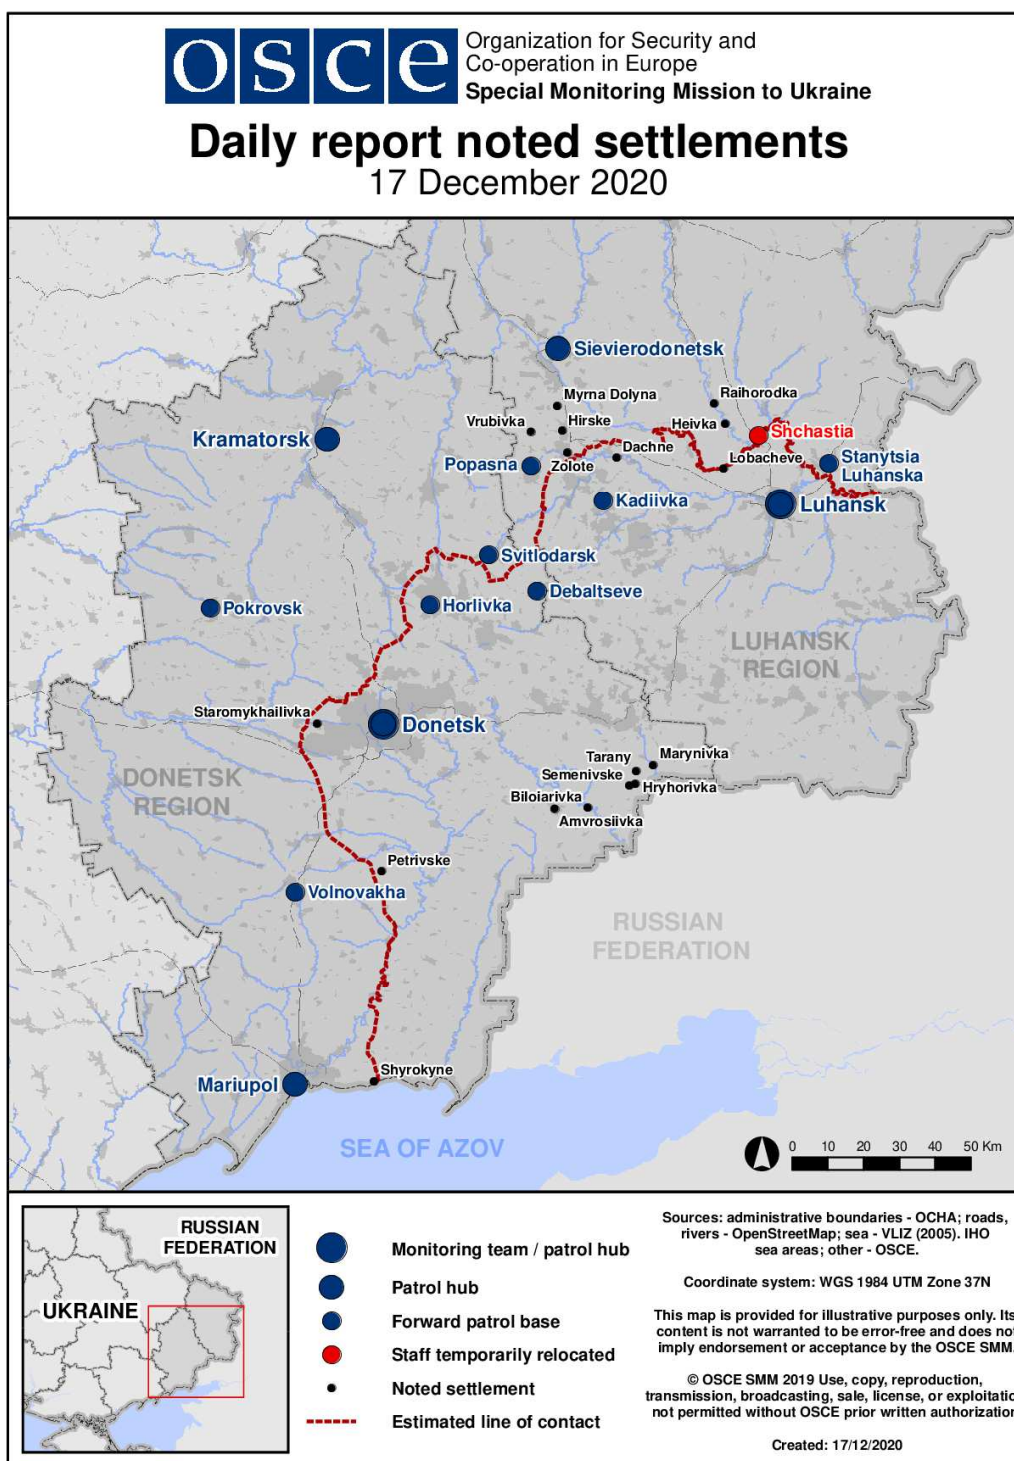 osce
Organization for Security and
Co-operation in Europe
Special Monitoring Mission to Ukraine
Daily report noted settlements
17 December 2020
Sievierodonetsk
Myrna Dolyna
Raihorodka
Vrubivka
Hirske
Heivka
Shchastia
Kramatorsk
Dachne
Popasna
Zolote
Lobacheve
Stanytsia
Luhanska
Kadiivka
Luhansk
Svitlodarsk
Debaltseve
Pokrovsk
Horlivka
LUHANSK
REGION
Staromykhailivka
Donetsk
Tarany
Marynivka
DONETSK
REGION
Semenivske
Hryhorivka
Biloiarivka
Amvrosiivka
Petrivske
Volnovakha
RUSSIAN
FEDERATION
Shyrokyne
Mariupol
SEA OF AZOV
0 10 20 30 40 50 Km
RUSSIAN
FEDERATION
UKRAINE
Monitoring team / patrol hub
Patrol hub
Forward patrol base
Staff temporarily relocated
Noted settlement
Estimated line of contact
Sources: administrative boundaries - OCHA; roads,
rivers - OpenStreetMap; sea - VLIZ (2005). IHO
sea areas; other - OSCE.
Coordinate system: WGS 1984 UTM Zone 37N
This map is provided for illustrative purposes only. Its
content is not warranted to be error-free and does not
imply endorsement or acceptance by the OSCE SMM.
© OSCE SMM 2019 Use, copy, reproduction,
transmission, broadcasting, sale, license, or exploitatio
not permitted without OSCE prior written authorization
Created: 17/12/2020